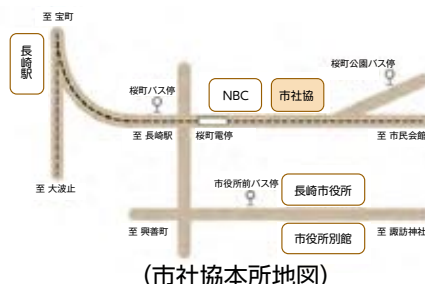 至 宝町
長崎駅
桜町公園バス停
桜町バス停
NBC
市社協
至 長崎駅
桜町電停
至 市民会館
至 大波止
市役所前バス停
長崎市役所
至 興善町
市役所別館
至 諏訪神社
(市社協本所地図)